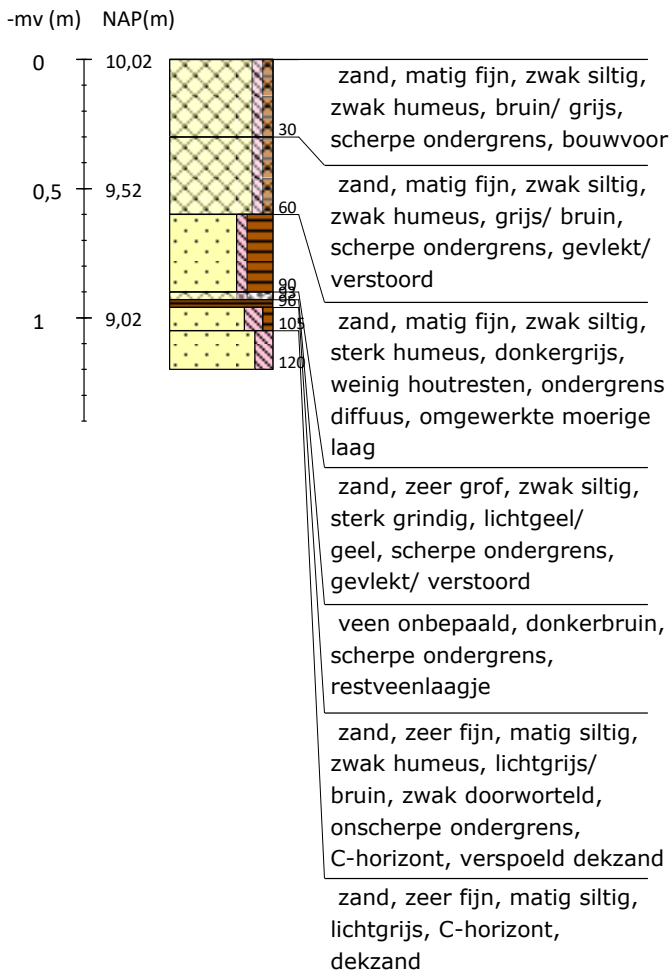 -mv (m) NAP(m)
0 10,02
30
0,5 9,52
60
90
93
96
1 9,02
105
120
zand, matig fijn, zwak siltig,
zwak humeus, bruin/ grijs,
scherpe ondergrens, bouwvoor
zand, matig fijn, zwak siltig,
zwak humeus, grijs/ bruin,
scherpe ondergrens, gevlekt/
verstoord
zand, matig fijn, zwak siltig,
sterk humeus, donkergrijs,
weinig houtresten, ondergrens
diffuus, omgewerkte moerige
laag
zand, zeer grof, zwak siltig,
sterk grindig, lichtgeel/
geel, scherpe ondergrens,
gevlekt/ verstoord
veen onbepaald, donkerbruin,
scherpe ondergrens,
restveenlaagje
zand, zeer fijn, matig siltig,
zwak humeus, lichtgrijs/
bruin, zwak doorworteld,
onscherpe ondergrens,
C-horizont, verspoeld dekzand
zand, zeer fijn, matig siltig,
lichtgrijs, C-horizont,
dekzand